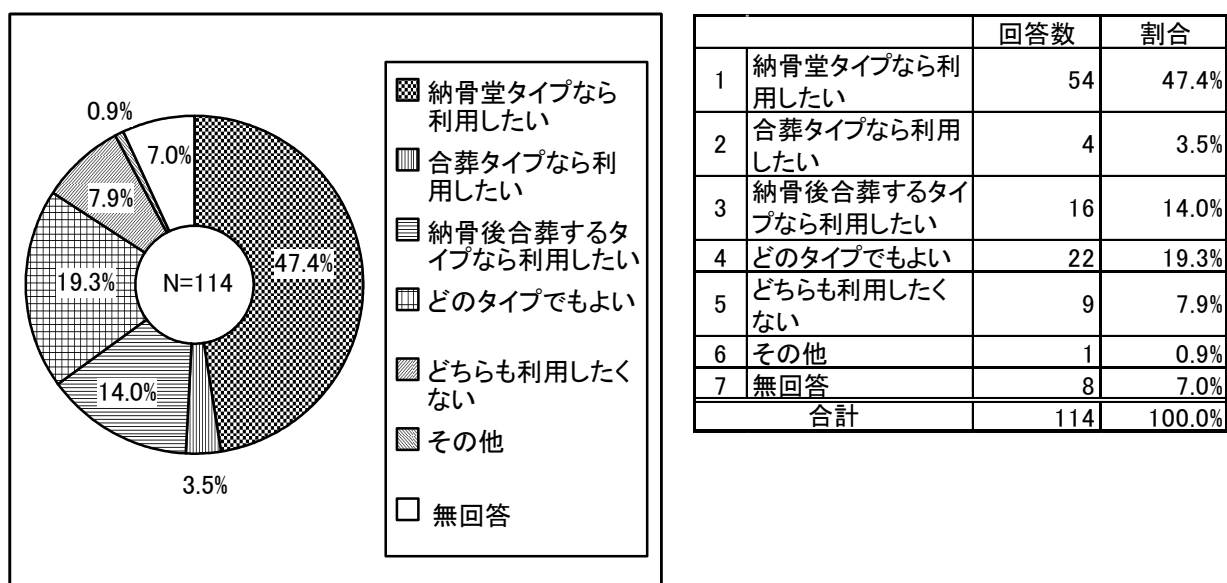 0.9%
7.0%
7.9%
19.3%
N=114
47.4%
14.0%
3.5%
納骨堂タイプなら
利用したい
合葬タイプなら利
用したい
納骨後合葬するタ
イプなら利用したい
どのタイプでもよい
どちらも利用したく
ない
その他
無回答
回答数 割合
1 納骨堂タイプなら利
用したい 54 47.4%
2 合葬タイプなら利用
したい 4 3.5%
3 納骨後合葬するタイ
プなら利用したい 16 14.0%
4 どのタイプでもよい 22 19.3%
5 どちらも利用したく
ない 9 7.9%
6 その他 1 0.9%
7 無回答 8 7.0%
合計 114 100.0%